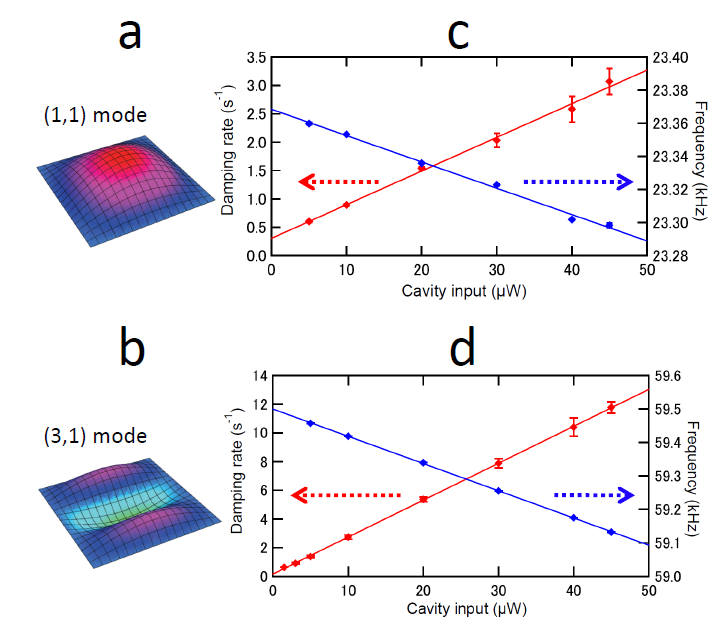 a
(1,1) mode
c
3.5
3.0
2.5
2.0
1.5
1.0
0.5
0.0
Damping rate (s⁻¹)
23.40
23.38
23.36
23.34
23.32
23.30
23.28
Frequency (kHz)
0 10 20 30 40 50
Cavity input (μW)
b
(3,1) mode
d
14
12
10
8
6
4
2
0
Damping rate (s⁻¹)
59.6
59.5
59.4
59.3
59.2
59.1
59.0
Frequency (kHz)
0 10 20 30 40 50
Cavity input (μW)